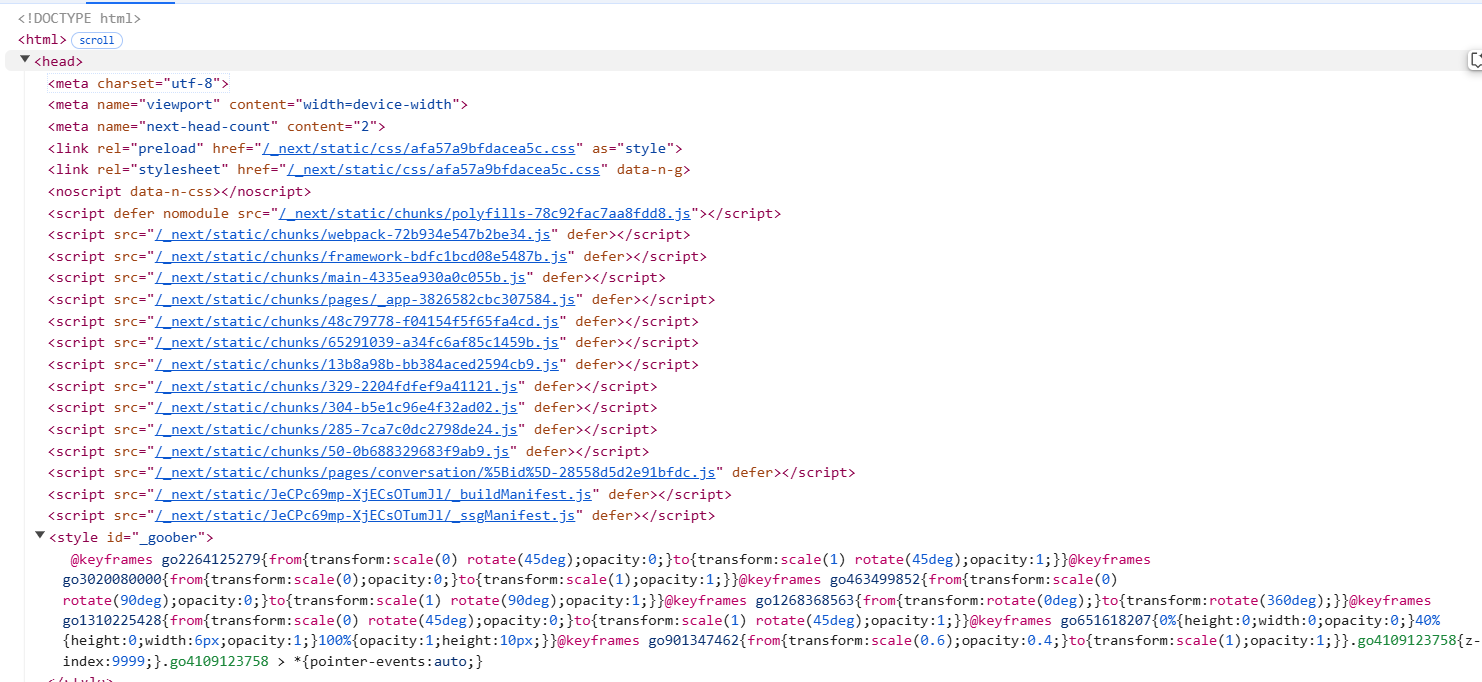 <!DOCTYPE html>
<html> scroll
<head>
<meta charset="utf-8">
<meta name="viewport" content="width=device-width">
<meta name="next-head-count" content="2">
<link rel="preload" href="/_next/static/css/afa57a9bfdacea5c.css" as="style">
<link rel="stylesheet" href="/_next/static/css/afa57a9bfdacea5c.css" data-n-g>
<noscript data-n-css></noscript>
<script defer nomodule src="/_next/static/chunks/polyfills-78c92fac7aa8fdd8.js"></script>
<script src="/_next/static/chunks/webpack-72b934e547b2be34.js" defer></script>
<script src="/_next/static/chunks/framework-bdfc1bcd08e5487b.js" defer></script>
<script src="/_next/static/chunks/main-4335ea930a0c055b.js" defer></script>
<script src="/_next/static/chunks/pages/_app-3826582cbc307584.js" defer></script>
<script src="/_next/static/chunks/48c79778-f04154f5f65fa4cd.js" defer></script>
<script src="/_next/static/chunks/65291039-a34fc6af85c1459b.js" defer></script>
<script src="/_next/static/chunks/13b8a98b-bb384aced2594cb9.js" defer></script>
<script src="/_next/static/chunks/329-2204fdfef9a41121.js" defer></script>
<script src="/_next/static/chunks/304-b5e1c96e4f32ad02.js" defer></script>
<script src="/_next/static/chunks/285-7ca7c0dc2798de24.js" defer></script>
<script src="/_next/static/chunks/50-0b688329683f9ab9.js" defer></script>
<script src="/_next/static/chunks/pages/conversation/%5Bid%5D-28558d5d2e91bfdc.js" defer></script>
<script src="/_next/static/JeCPc69mp-XjECsOTumJl/_buildManifest.js" defer></script>
<script src="/_next/static/JeCPc69mp-XjECsOTumJl/_ssgManifest.js" defer></script>
<style id="_goober">
@keyframes go2264125279{from{transform:scale(0) rotate(45deg);opacity:0;}to{transform:scale(1) rotate(45deg);opacity:1;}}@keyframes
go3020080000{from{transform:scale(0);opacity:0;}to{transform:scale(1);opacity:1;}}@keyframes go463499852{from{transform:scale(0)
rotate(90deg);opacity:0;}to{transform:scale(1) rotate(90deg);opacity:1;}}@keyframes go1268368563{from{transform:rotate(0deg);}to{transform:rotate(360deg);}}@keyframes
go1310225428{from{transform:scale(0) rotate(45deg);opacity:0;}to{transform:scale(1) rotate(45deg);opacity:1;}}@keyframes go651618207{0%{height:0;width:0;opacity:0;}40%
{height:0;width:6px;opacity:1;}100%{opacity:1;height:10px;}}@keyframes go901347462{from{transform:scale(0.6);opacity:0.4;}to{transform:scale(1);opacity:1;}}.go4109123758{z-
index:9999;}.go4109123758 > *{pointer-events:auto;}
</style>